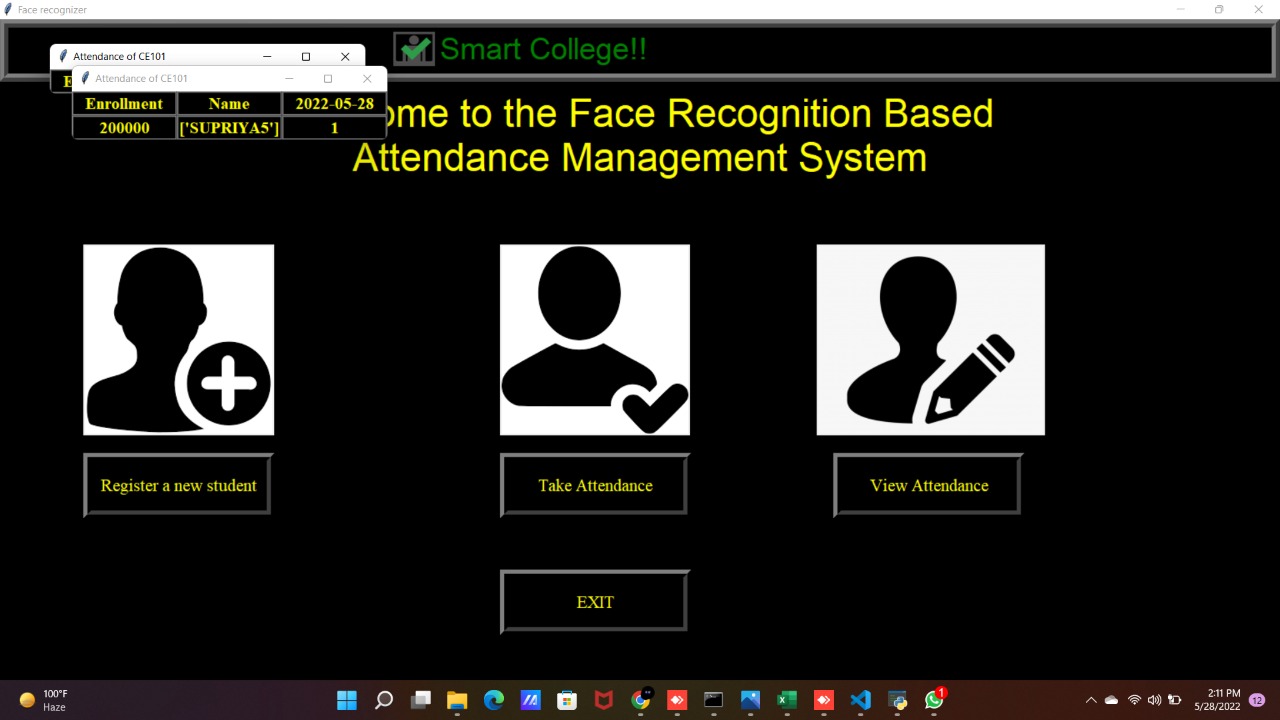 Face recognizer
Smart College!!
Attendance of CE101
E
Attendance of CE101
Enrollment Name 2022-05-28
200000 ['SUPRIYA5'] 1
ome to the Face Recognition Based
Attendance Management System
Register a new student
Take Attendance
View Attendance
EXIT
100°F
Haze
1
2:11 PM
5/28/2022
12